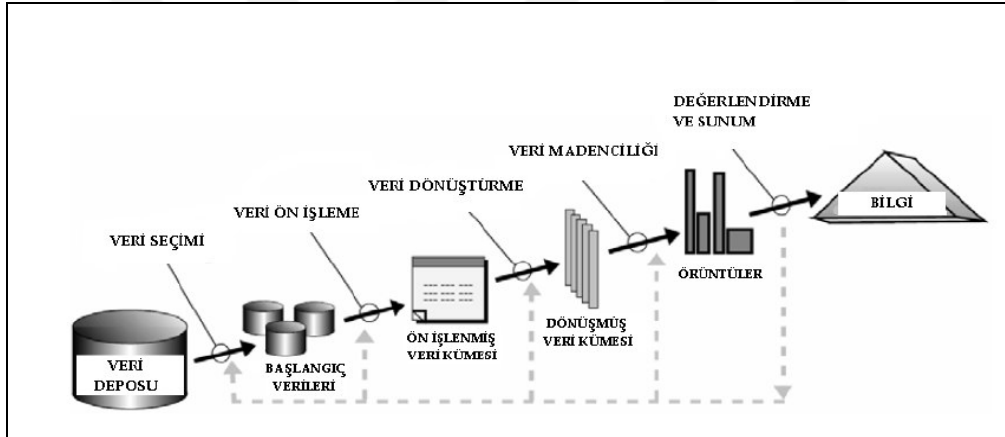 DEĞERLENDİRME
VE SUNUM
VERİ MADENCİLİĞİ
VERİ DÖNÜŞTÜRME
VERİ ÖN İŞLEME
VERİ SEÇİMİ
BİLGİ
ÖRÜNTÜLER
DÖNÜŞMÜŞ
VERİ KÜMESİ
ÖN İŞLENMİŞ
VERİ KÜMESİ
BAŞLANGIÇ
VERİLERİ
VERİ
DEPOSU